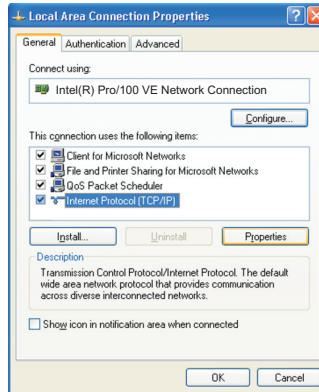 Local Area Connection Properties
General Authentication Advanced
Connect using:
Intel(R) Pro/100 VE Network Connection
Configure...
This connection uses the following items:
Client for Microsoft Networks
File and Printer Sharing for Microsoft Networks
QoS Packet Scheduler
Internet Protocol (TCP/IP)
Install... Uninstall Properties
Description
Transmission Control Protocol/Internet Protocol. The default
wide area network protocol that provides communication
across diverse interconnected networks.
Show icon in notification area when connected
OK Cancel